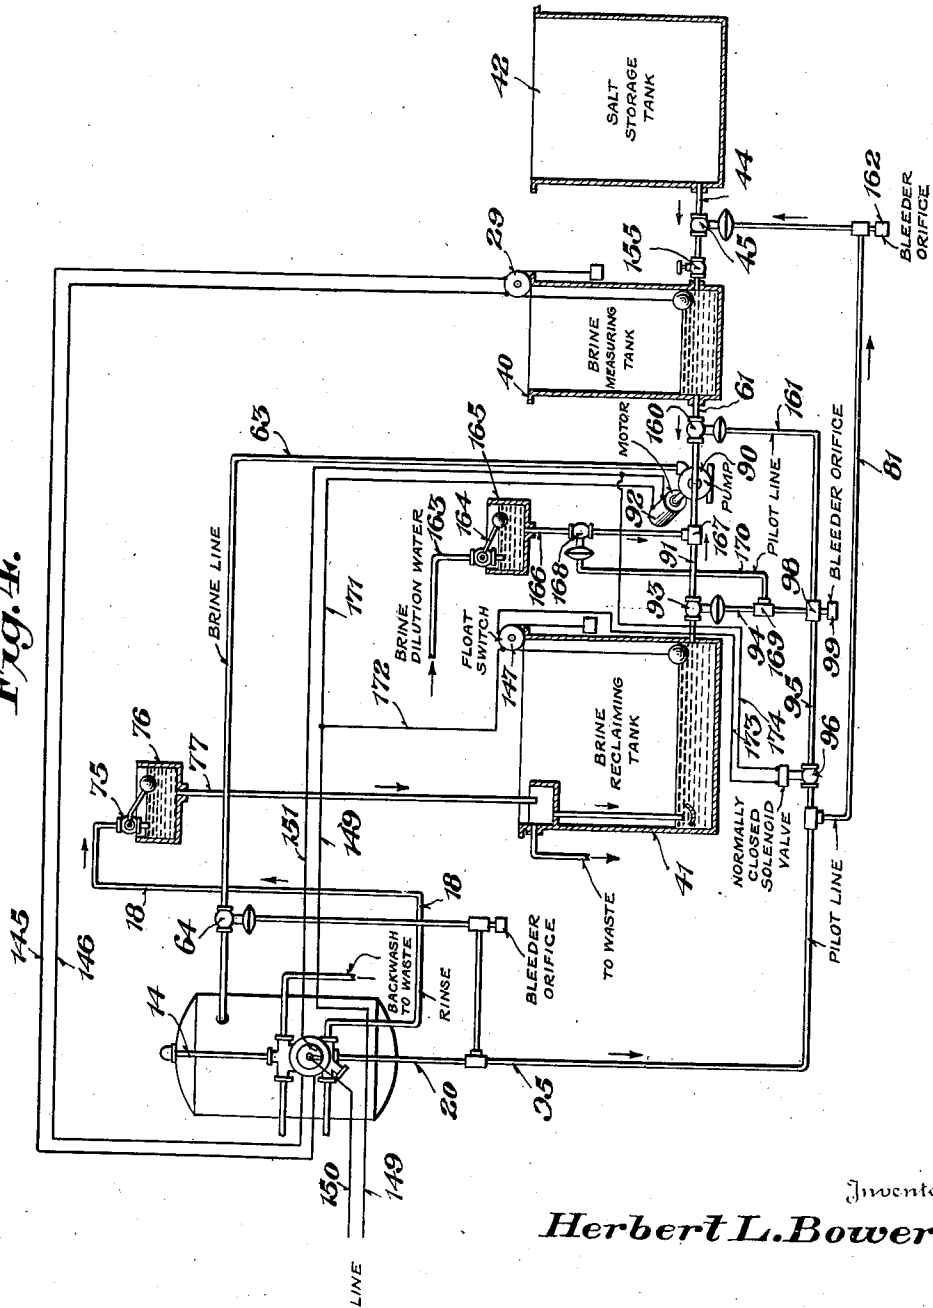 Fig. 4.
145
146
18
75
76
77
BRINE LINE
63
64
14
151
149
171
172
BRINE
DILUTION WATER
163
164
165
166
168
FLOAT
SWITCH
147
29
40
BRINE
MEASURING
TANK
42
SALT
STORAGE
TANK
44
155
45
162
BLEEDER
ORIFICE
61
160
MOTOR
92
90
PUMP
161
PILOT LINE
91
167
170
93
94
169
98
99
BLEEDER ORIFICE
81
95
96
173
174
NORMALLY
CLOSED
SOLENOID
VALVE
PILOT LINE
BRINE
RECLAIMING
TANK
41
TO WASTE
BACKWASH
TO WASTE
18
RINSE
BLEEDER
ORIFICE
20
35
150
149
LINE
Herbert L. Bower